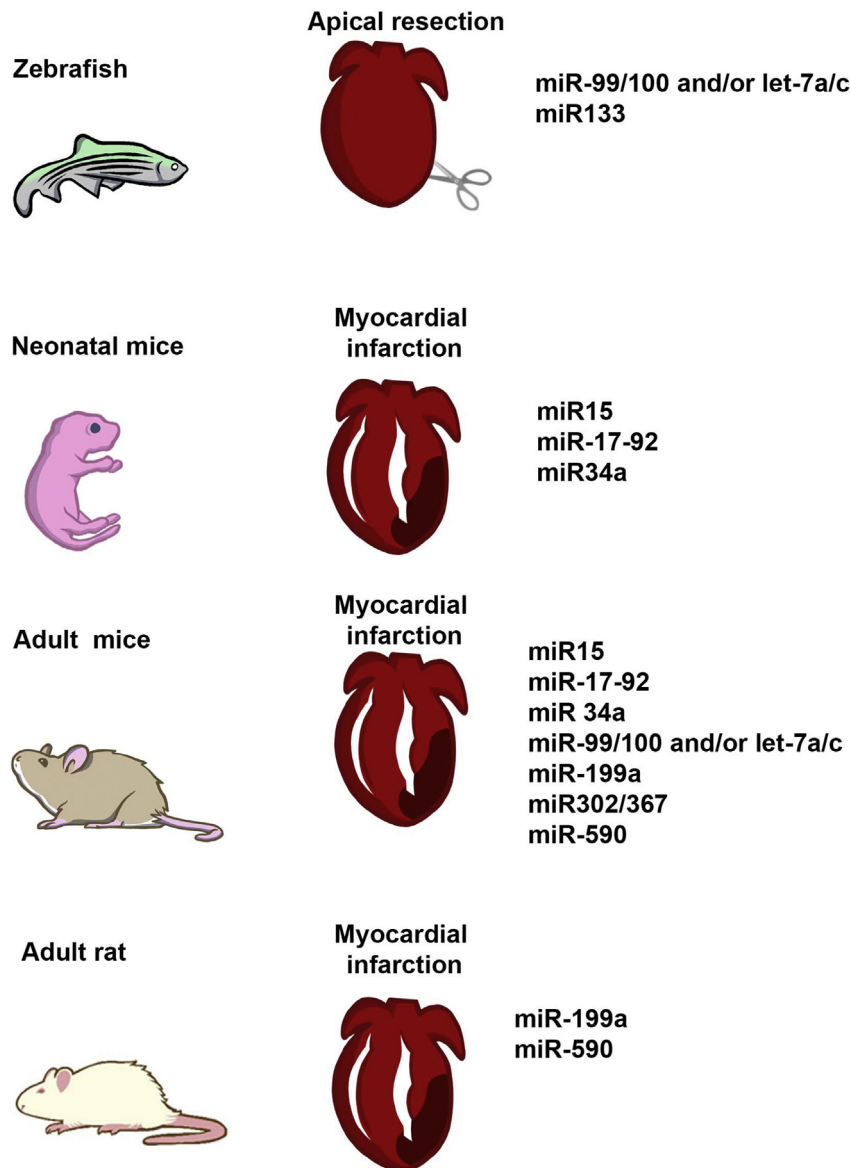 Apical resection
Zebrafish
miR-99/100 and/or let-7a/c
miR133
Myocardial
infarction
Neonatal mice
miR15
miR-17-92
miR34a
Myocardial
infarction
Adult mice
miR15
miR-17-92
miR 34a
miR-99/100 and/or let-7a/c
miR-199a
miR302/367
miR-590
Myocardial
infarction
Adult rat
miR-199a
miR-590